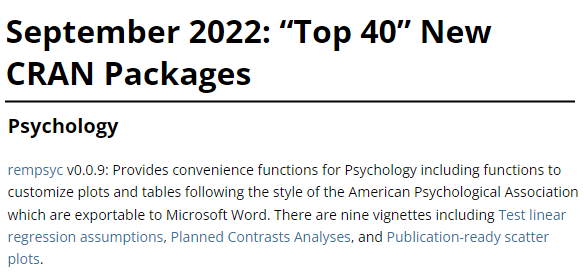 September 2022: “Top 40” New
CRAN Packages
Psychology
rempsyc v0.0.9: Provides convenience functions for Psychology including functions to
customize plots and tables following the style of the American Psychological Association
which are exportable to Microsoft Word. There are nine vignettes including Test linear
regression assumptions, Planned Contrasts Analyses, and Publication-ready scatter
plots.